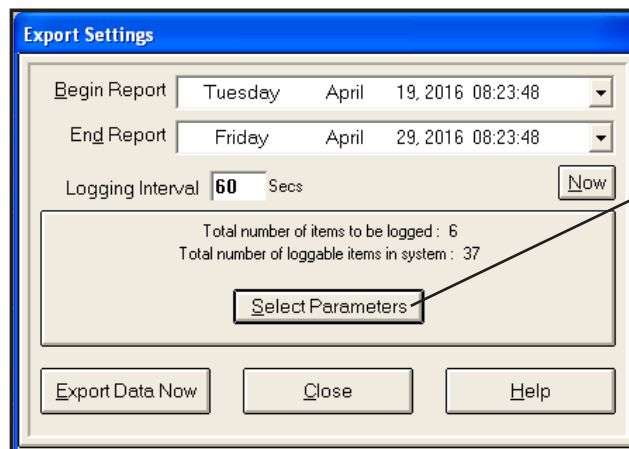 Export Settings
Begin Report Tuesday April 19, 2016 08:23:48
End Report Friday April 29, 2016 08:23:48
Logging Interval 60 Secs Now
Total number of items to be logged : 6
Total number of loggable items in system : 37
Select Parameters
Export Data Now Close Help